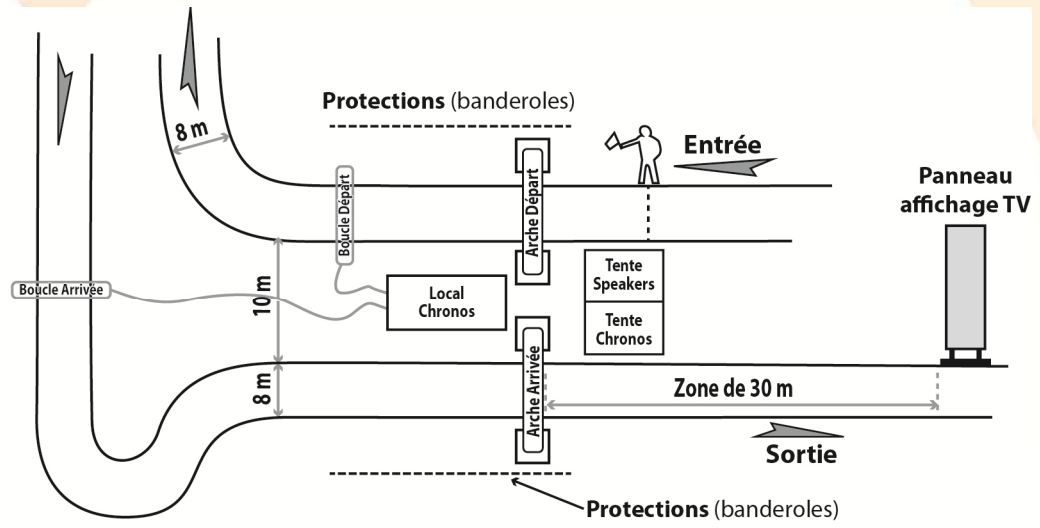 Protections (banderoles)
8 m
Entrée
Panneau
affichage TV
Boucle Départ
Arche Départ
Tente
Speakers
Boucle Arrivée
10 m
Local
Chronos
Tente
Chronos
8 m
Arche Arrivée
Zone de 30 m
Sortie
Protections (banderoles)